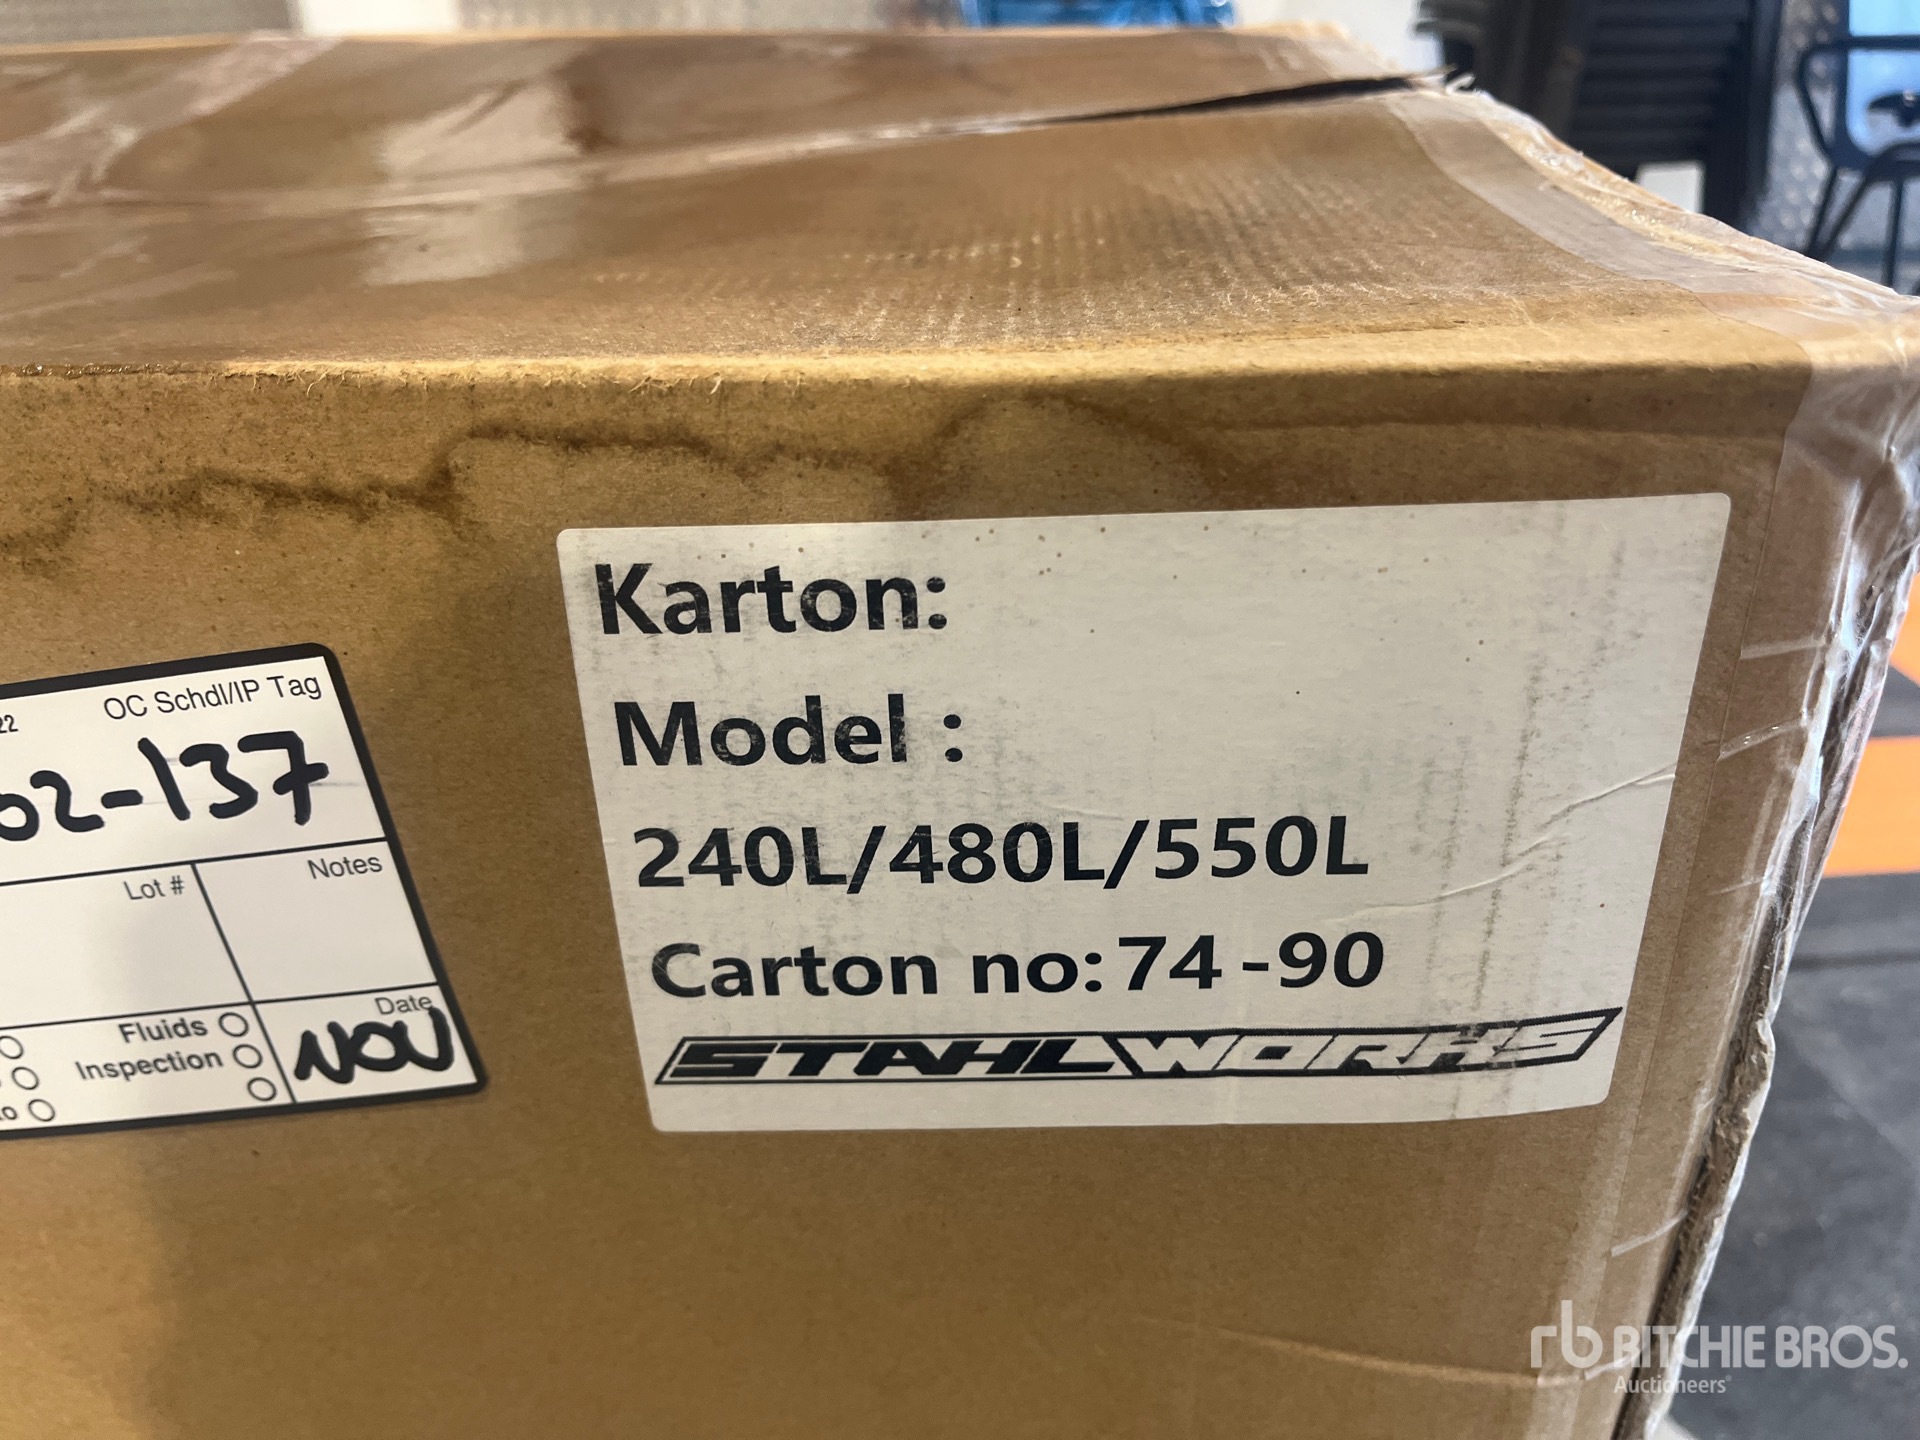 Karton:
Model :
240L/480L/550L
Carton no: 74 -90
STAHLWORKS
22
OC Schdl/IP Tag
02-137
Lot #
Notes
Fluids
Inspection
Date
NOV
rb RITCHIE BROS.
Auctioneers